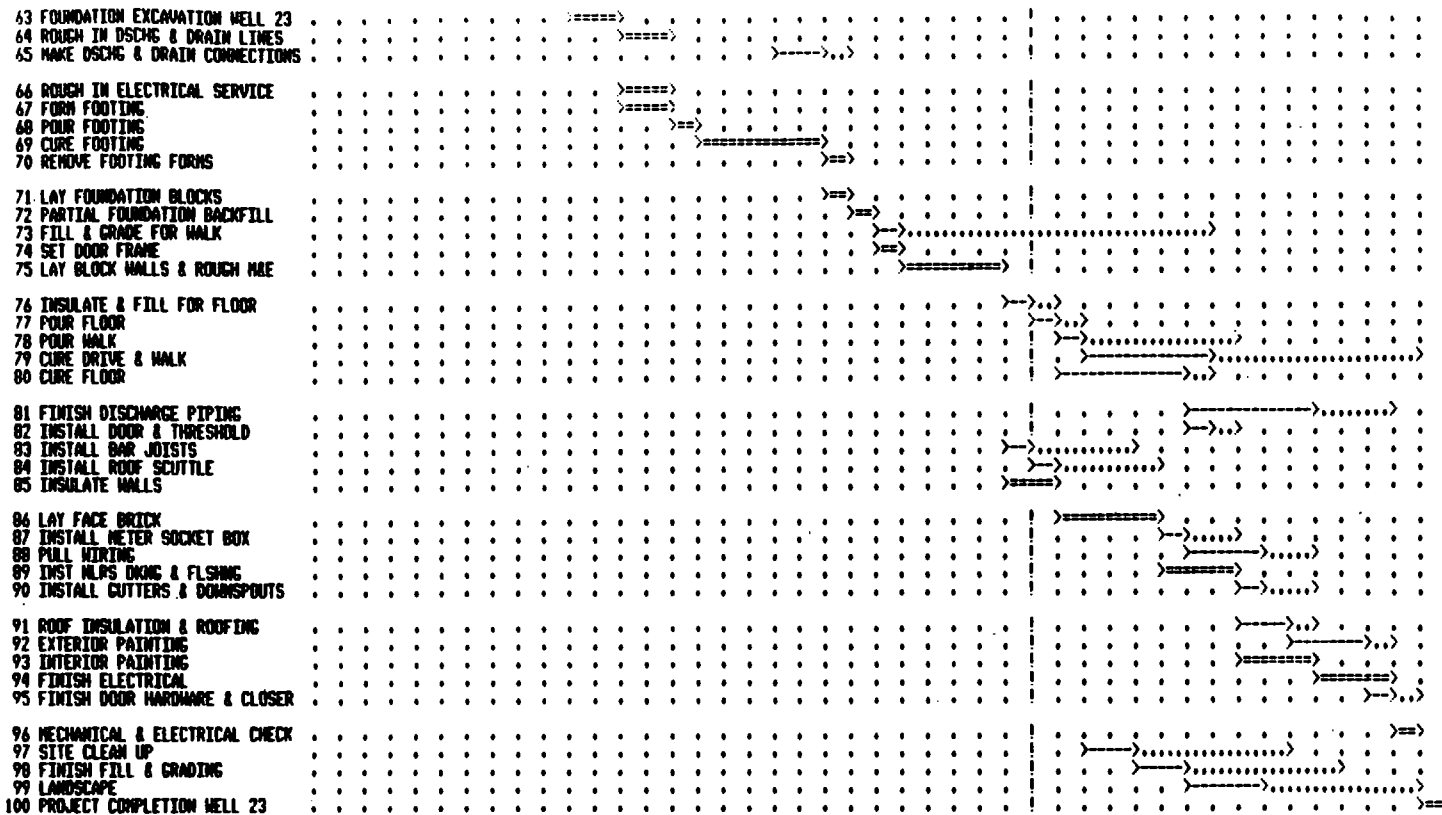 63 FOUNDATION EXCAVATION WELL 23
64 ROUGH IN DSCHG & DRAIN LINES
65 MAKE DSCHG & DRAIN CONNECTIONS
66 ROUGH IN ELECTRICAL SERVICE
67 FORM FOOTING
68 POUR FOOTING
69 CURE FOOTING
70 REMOVE FOOTING FORMS
71 LAY FOUNDATION BLOCKS
72 PARTIAL FOUNDATION BACKFILL
73 FILL & GRADE FOR WALK
74 SET DOOR FRAME
75 LAY BLOCK WALLS & ROUGH M&E
76 INSULATE & FILL FOR FLOOR
77 POUR FLOOR
78 POUR WALK
79 CURE DRIVE & WALK
80 CURE FLOOR
81 FINISH DISCHARGE PIPING
82 INSTALL DOOR & THRESHOLD
83 INSTALL BAR JOISTS
84 INSTALL ROOF SCUTTLE
85 INSULATE WALLS
86 LAY FACE BRICK
87 INSTALL METER SOCKET BOX
88 PULL WIRING
89 INST NLRS DKNG & FLSHNG
90 INSTALL GUTTERS & DOWNSPOUTS
91 ROOF INSULATION & ROOFING
92 EXTERIOR PAINTING
93 INTERIOR PAINTING
94 FINISH ELECTRICAL
95 FINISH DOOR HARDWARE & CLOSER
96 MECHANICAL & ELECTRICAL CHECK
97 SITE CLEAN UP
98 FINISH FILL & GRADING
99 LANDSCAPE
100 PROJECT COMPLETION WELL 23